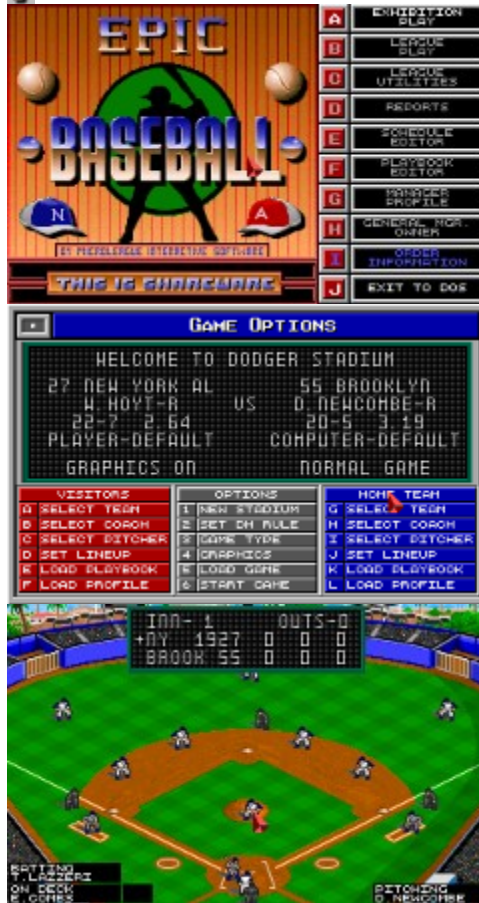 EPIC
BASEBALL
N
A
BY MICROLEAGUE INTERACTIVE SOFTWARE
THIS IS SHAREWARE
A EXHIBITION PLAY
B LEAGUE PLAY
C LEAGUE UTILITIES
D REPORTS
E SCHEDULE EDITOR
F PLAYBOOK EDITOR
G MANAGER PROFILE
H GENERAL MGR. OWNER
I ORDER INFORMATION
J EXIT TO DOS
GAME OPTIONS
WELCOME TO DODGER STADIUM
27 NEW YORK AL 55 BROOKLYN
W.HOYT-R VS D.NEWCOMBE-R
22-7 2.64 20-5 3.19
PLAYER-DEFAULT COMPUTER-DEFAULT
GRAPHICS ON NORMAL GAME
VISITORS
A SELECT TEAM
B SELECT COACH
C SELECT PITCHER
D SET LINEUP
E LOAD PLAYBOOK
F LOAD PROFILE
OPTIONS
1 NEW STADIUM
2 SET DH RULE
3 GAME TYPE
4 GRAPHICS
5 LOAD GAME
6 START GAME
HOME TEAM
G SELECT TEAM
H SELECT COACH
I SELECT PITCHER
J SET LINEUP
K LOAD PLAYBOOK
L LOAD PROFILE
INN- 1 OUTS-0
+NY 1927 0 0 0
BROOK 55 0 0 0
BATTING
T.LAZZERI
ON DECK
E.COMBS
PITCHING
D.NEWCOMBE